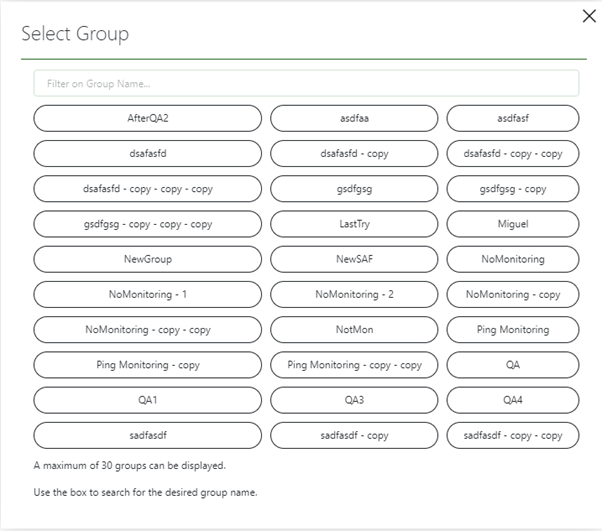 Select Group
Filter on Group Name...
AfterQA2 asdfaa asdfasf
dsafasfd dsafasfd - copy dsafasfd - copy - copy
dsafasfd - copy - copy - copy gsdfgsg gsdfgsg - copy
gsdfgsg - copy - copy - copy LastTry Miguel
NewGroup NewSAF NoMonitoring
NoMonitoring - 1 NoMonitoring - 2 NoMonitoring - copy
NoMonitoring - copy - copy NotMon Ping Monitoring
Ping Monitoring - copy Ping Monitoring - copy - copy QA
QA1 QA3 QA4
sadfasdf sadfasdf - copy sadfasdf - copy - copy
A maximum of 30 groups can be displayed.
Use the box to search for the desired group name.